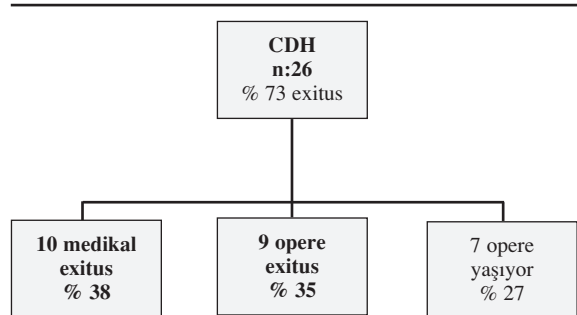 CDH
n:26
% 73 exitus
10 medikal
exitus
% 38
9 opere
exitus
% 35
7 opere
yaşıyor
% 27